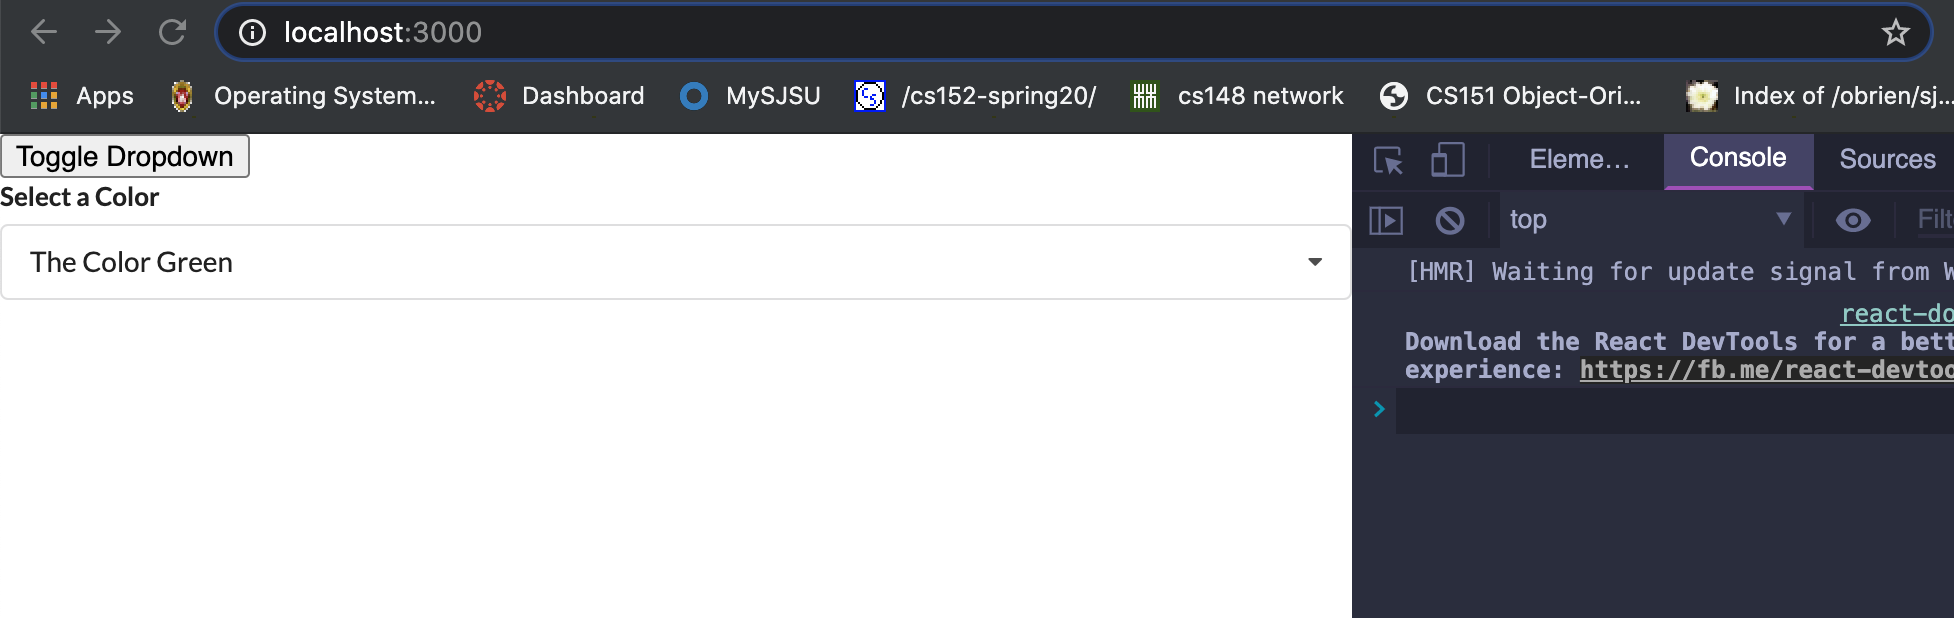 localhost:3000
Apps Operating System... Dashboard MySJSU /cs152-spring20/ cs148 network CS151 Object-Ori... Index of /obrien/sj...
Toggle Dropdown
Select a Color
The Color Green
Eleme... Console Sources
top Filt
[HMR] Waiting for update signal from W
react-do
Download the React DevTools for a bett
experience: https://fb.me/react-devtoo